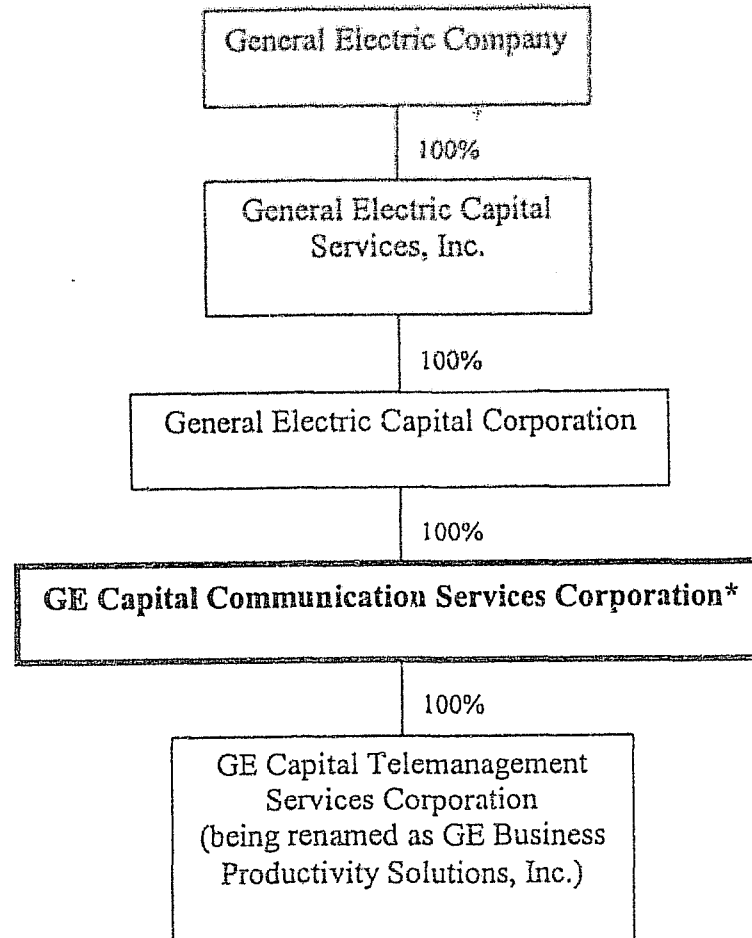 General Electric Company
100%
General Electric Capital
Services, Inc.
100%
General Electric Capital Corporation
100%
GE Capital Communication Services Corporation*
100%
GE Capital Telemanagement
Services Corporation
(being renamed as GE Business
Productivity Solutions, Inc.)